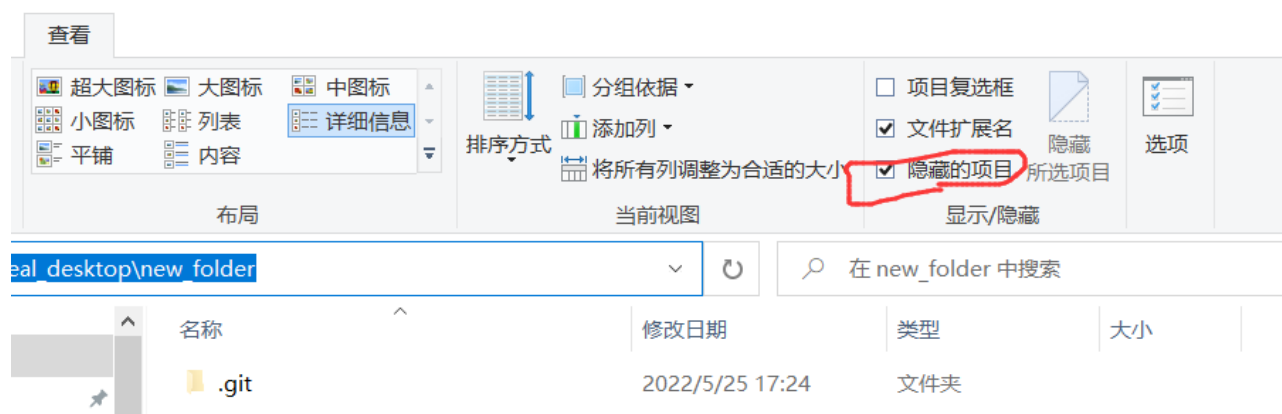 查看
超大图标 大图标 中图标
小图标 列表 详细信息
平铺 内容
布局
排序方式
分组依据
添加列
将所有列调整为合适的大小
当前视图
项目复选框
文件扩展名
隐藏的项目
隐藏
所选项目
显示/隐藏
选项
eal_desktop\new_folder
在 new_folder 中搜索
名称 修改日期 类型 大小
.git 2022/5/25 17:24 文件夹